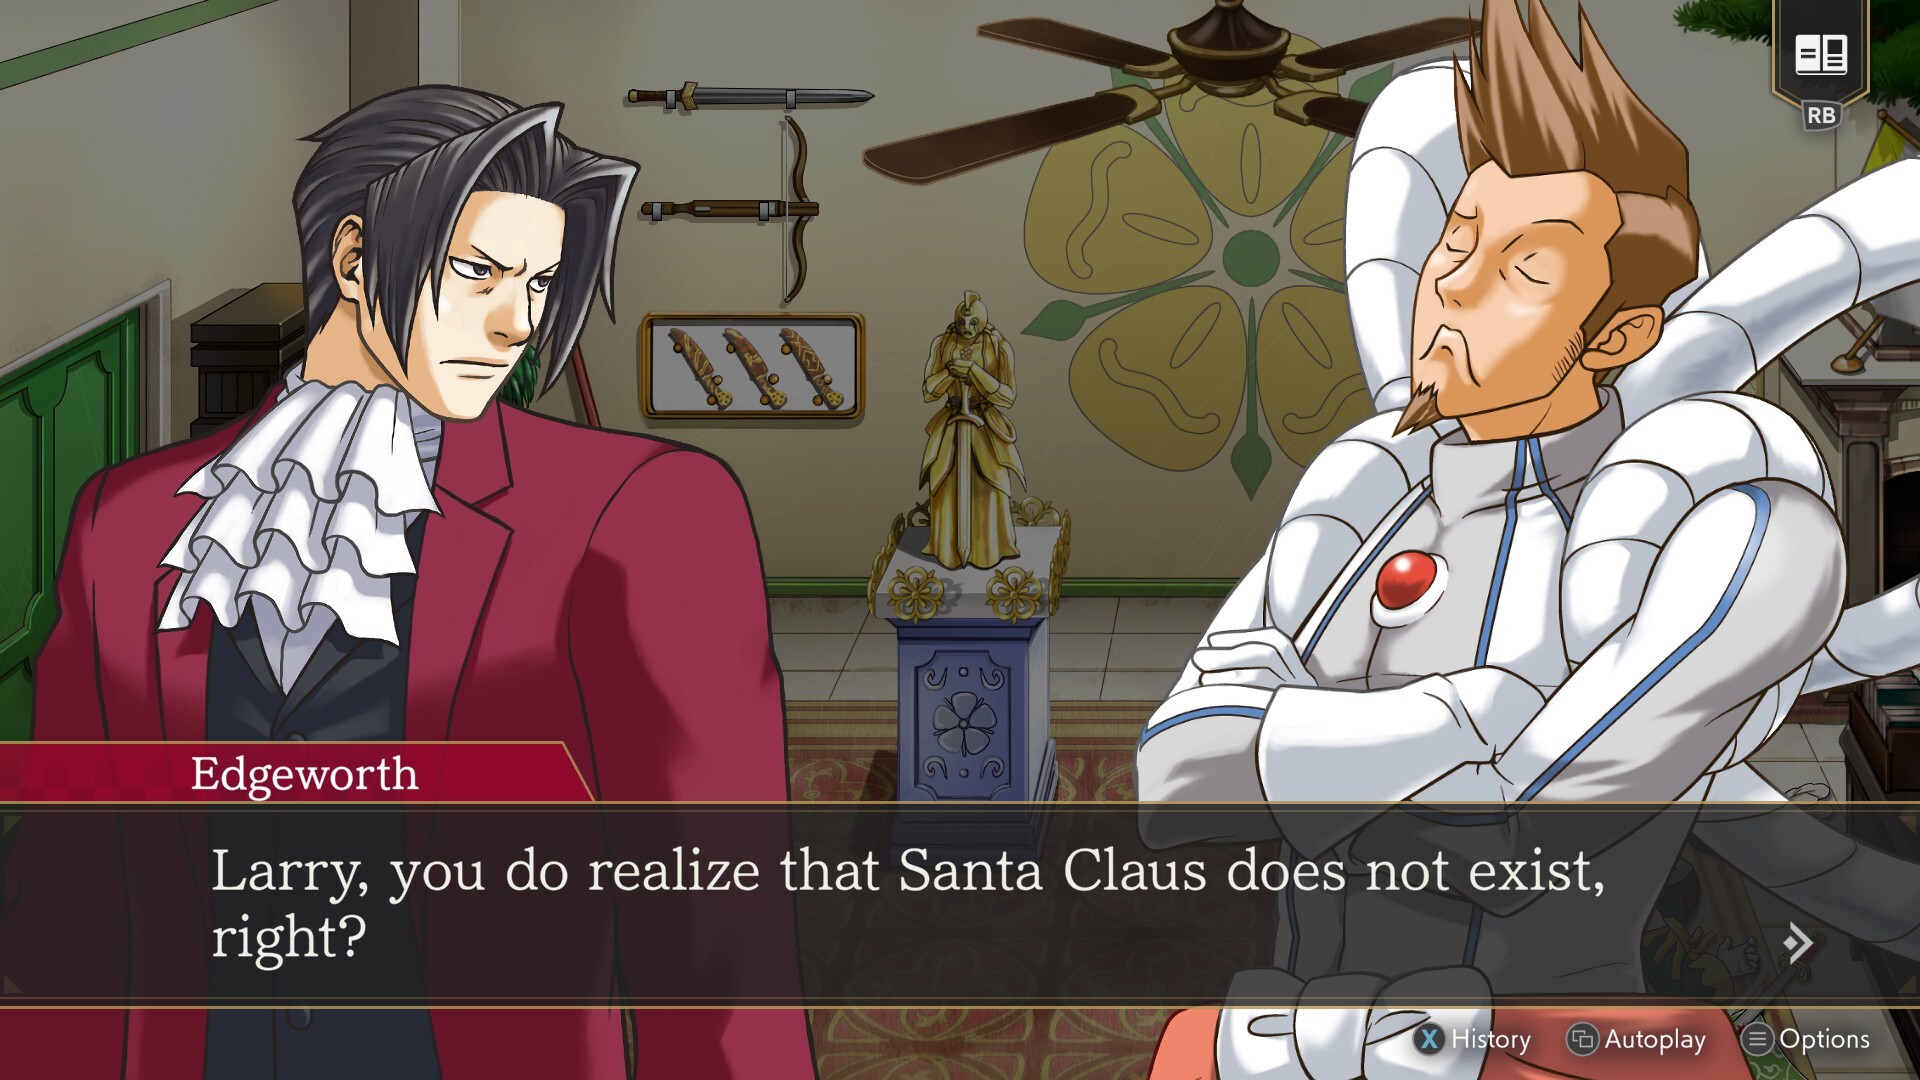 RB
Edgeworth
Larry, you do realize that Santa Claus does not exist,
right?
X History Autoplay Options